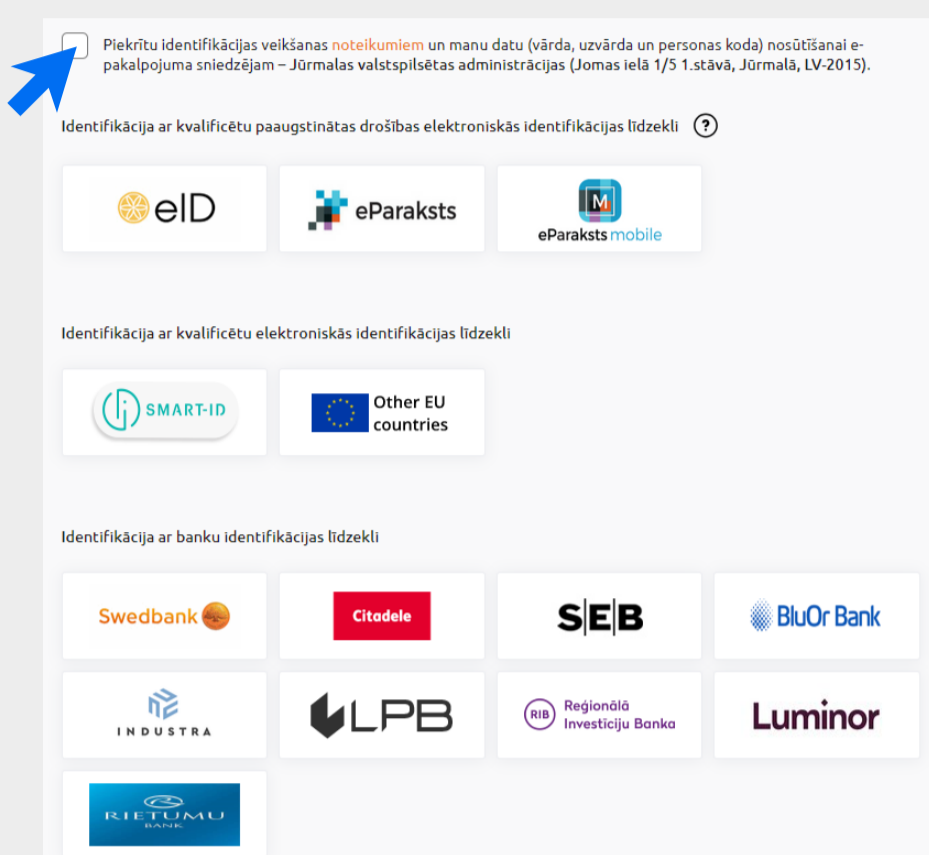 Piekrītu identifikācijas veikšanas noteikumiem un manu datu (vārda, uzvārda un personas koda) nosūtīšanai e-
pakalpojuma sniedzējam – Jūrmalas valstspilsētas administrācijas (Jomas ielā 1/5 1.stāvā, Jūrmalā, LV-2015).
Identifikācija ar kvalificētu paaugstinātas drošības elektroniskās identifikācijas līdzekli ?
eID
eParaksts
M
eParaksts mobile
Identifikācija ar kvalificētu elektroniskās identifikācijas līdzekli
SMART-ID
Other EU
countries
Identifikācija ar banku identifikācijas līdzekli
Swedbank
Citadele
SEB
BluOr Bank
INDUSTRA
LPB
RIB
Reģionālā
Investīciju Banka
Luminor
RIETUMU
BANK